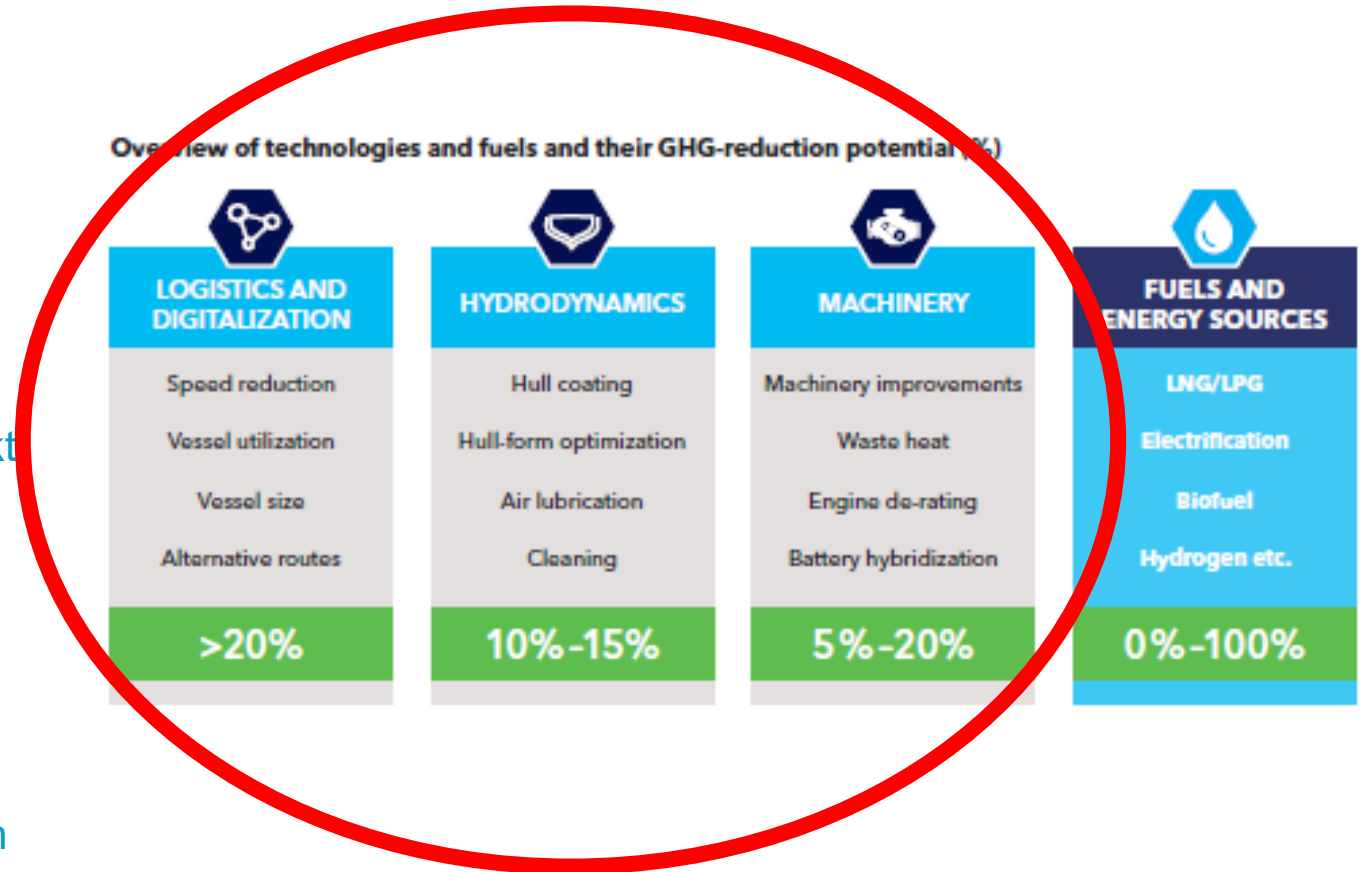 Overview of technologies and fuels and their GHG-reduction potential (%)
LOGISTICS AND
DIGITALIZATION
Speed reduction
Vessel utilization
Vessel size
Alternative routes
>20%
HYDRODYNAMICS
Hull coating
Hull-form optimization
Air lubrication
Cleaning
10%-15%
MACHINERY
Machinery improvements
Waste heat
Engine de-rating
Battery hybridization
5%-20%
FUELS AND
ENERGY SOURCES
LNG/LPG
Electrification
Biofuel
Hydrogen etc.
0%-100%